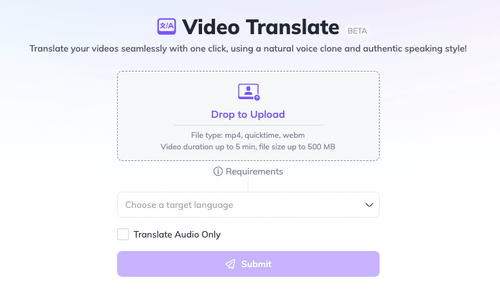 Video Translate BETA
Translate your videos seamlessly with one click, using a natural voice clone and authentic speaking style!
Drop to Upload
File type: mp4, quicktime, webm
Video duration up to 5 min, file size up to 500 MB
Requirements
Choose a target language
Translate Audio Only
Submit